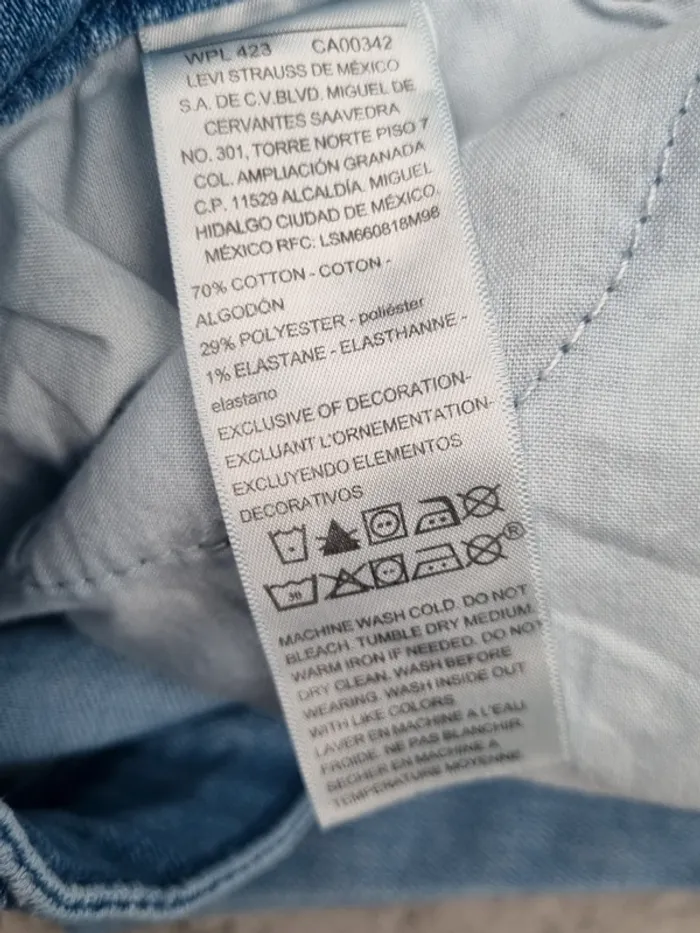 WPL 423 CA00342
LEVI STRAUSS DE MÉXICO
S.A. DE C.V.BLVD. MIGUEL DE
CERVANTES SAAVEDRA
NO. 301, TORRE NORTE PISO 7
COL. AMPLIACIÓN GRANADA
C.P. 11529 ALCALDÍA. MIGUEL
HIDALGO CIUDAD DE MÉXICO.
MÉXICO RFC: LSM660818M98
70% COTTON - COTON -
ALGODÓN
29% POLYESTER - poliéster
1% ELASTANE - ELASTHANNE -
elastano
EXCLUSIVE OF DECORATION-
EXCLUANT L'ORNEMENTATION-
EXCLUYENDO ELEMENTOS
DECORATIVOS
30 ®
MACHINE WASH COLD. DO NOT
BLEACH. TUMBLE DRY MEDIUM.
WARM IRON IF NEEDED. DO NOT
DRY CLEAN. WASH BEFORE
WEARING. WASH INSIDE OUT
WITH LIKE COLORS
LAVER EN MACHINE A L'EAU
FROIDE. NE PAS BLANCHIR
SECHER EN MACHINE A
TEMPERATURE MOYENNE